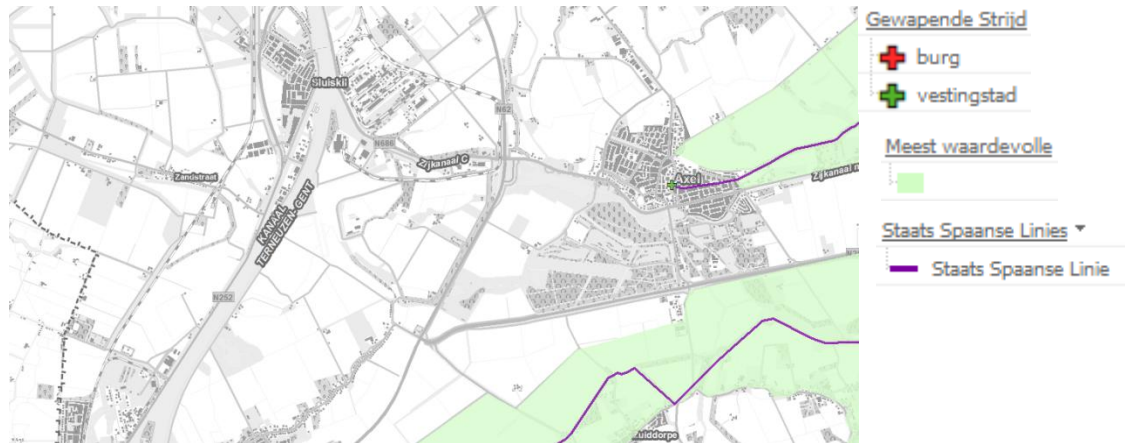 Sluiskil
N62
N686
Zijkanaal C
Zandstraat
Axel
KANAAL
TERNEUZEN-GENT
N252
Zuiddorpe
Gewapende Strijd
burg
vestingstad
Meest waardevolle
Staats Spaanse Linies
Staats Spaanse Linie